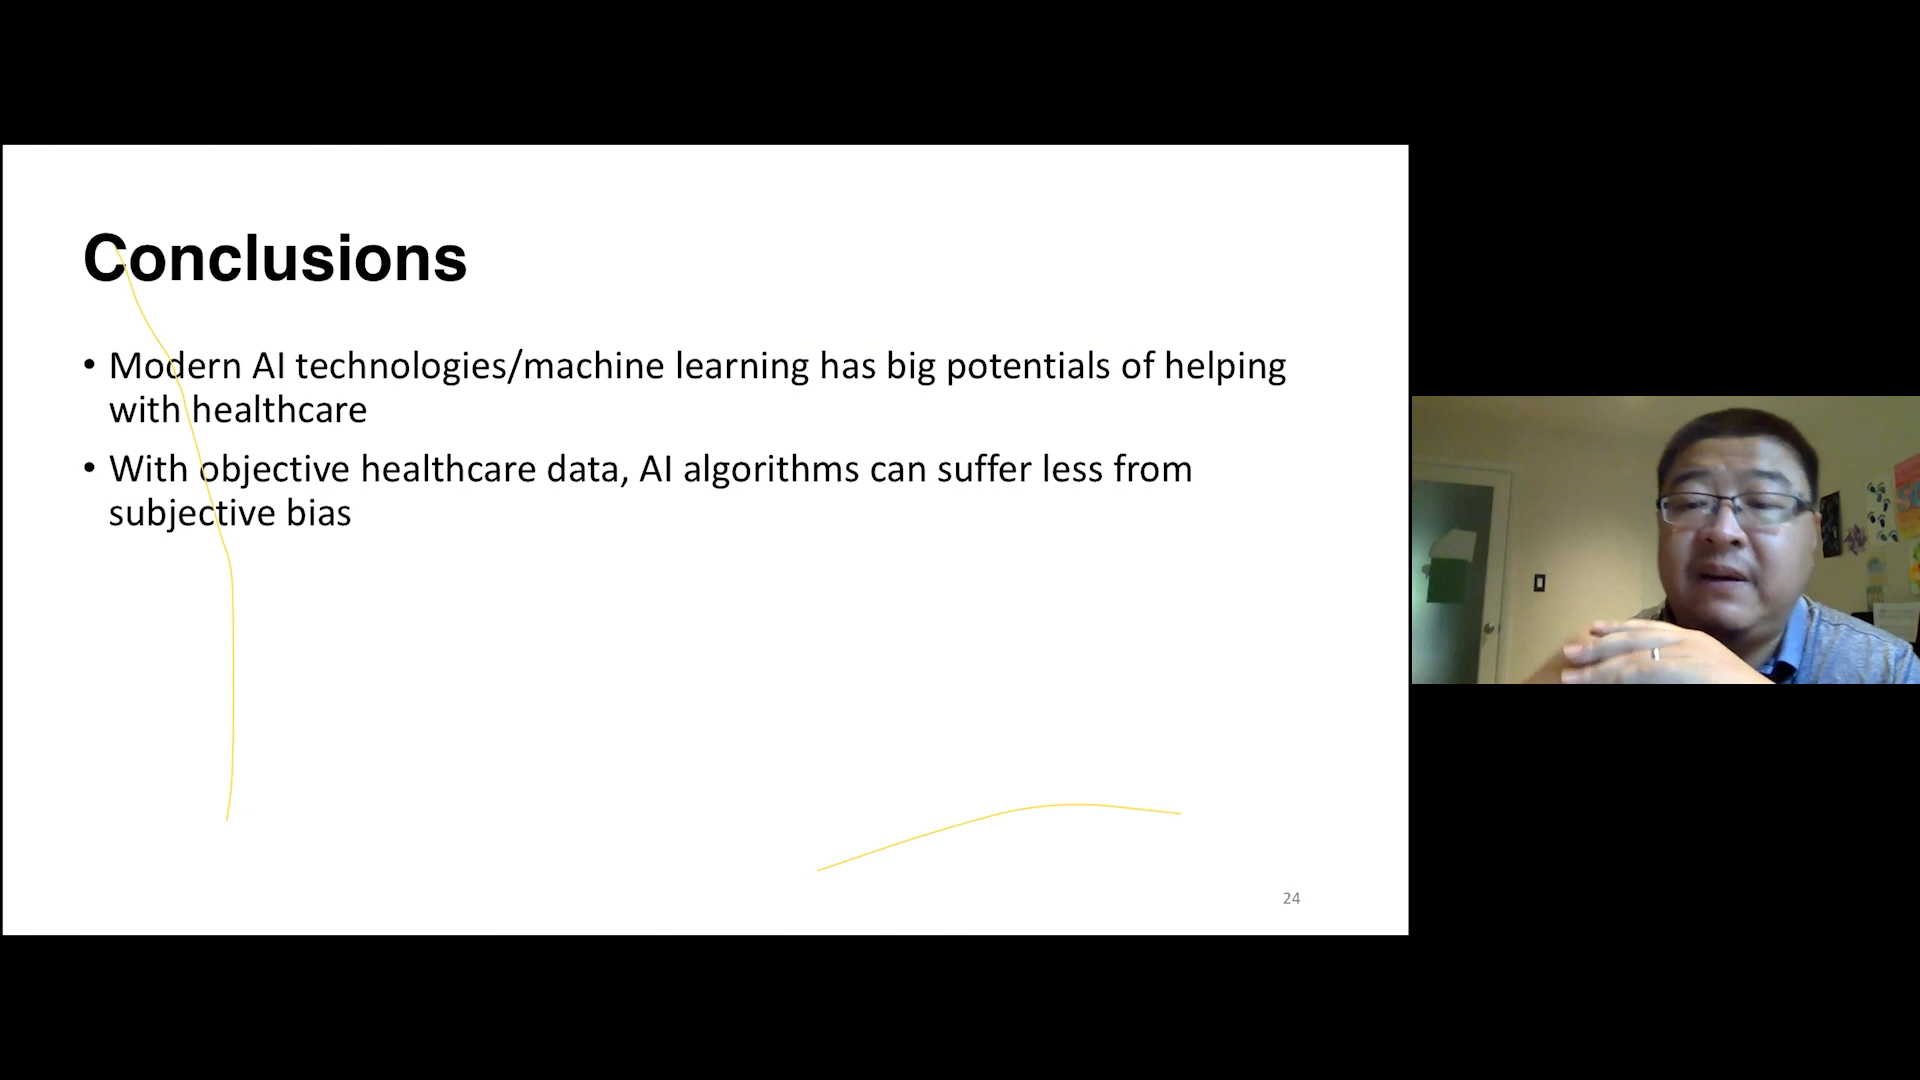 Conclusions
• Modern AI technologies/machine learning has big potentials of helping
with healthcare
• With objective healthcare data, AI algorithms can suffer less from
subjective bias
24